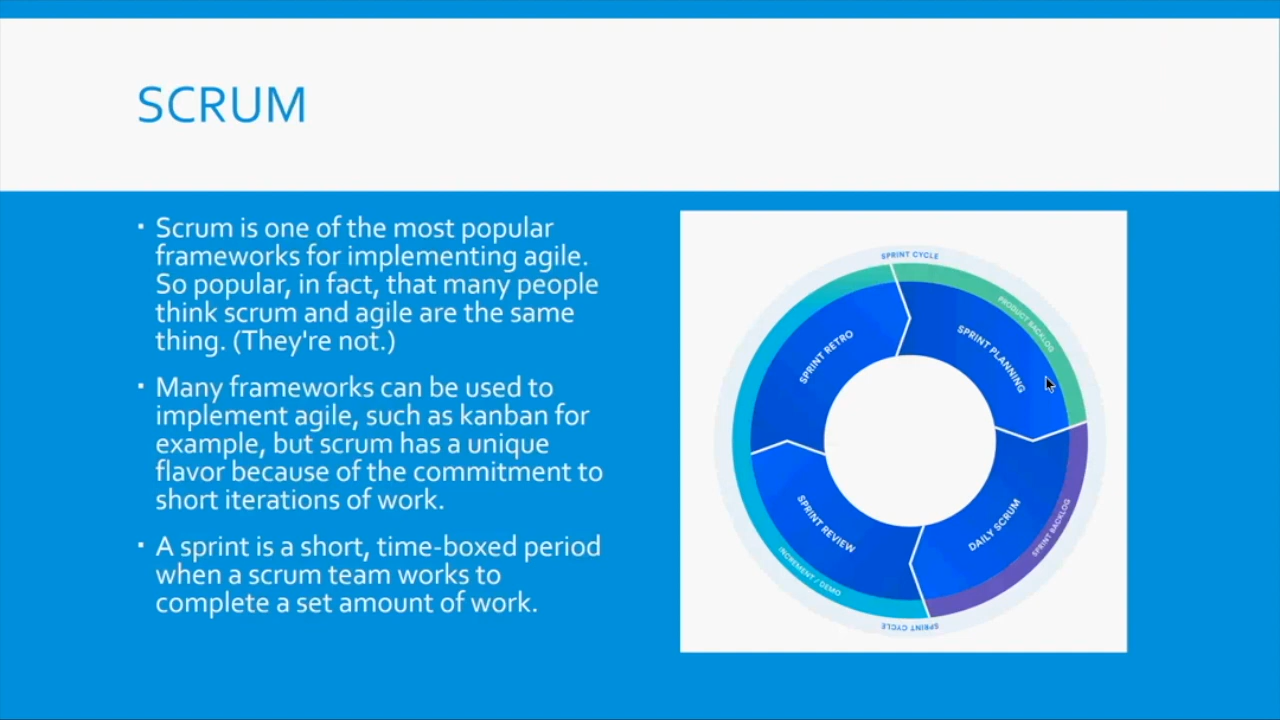 SCRUM
Scrum is one of the most popular
frameworks for implementing agile.
So popular, in fact, that many people
think scrum and agile are the same
thing. (They're not.)
Many frameworks can be used to
implement agile, such as kanban for
example, but scrum has a unique
flavor because of the commitment to
short iterations of work.
A sprint is a short, time-boxed period
when a scrum team works to
complete a set amount of work.
SPRINT CYCLE
PRODUCT BACKLOG
SPRINT PLANNING
SPRINT RETRO
DAILY SCRUM
SPRINT BACKLOG
SPRINT REVIEW
INCREMENT / DEMO
SPRINT CYCLE